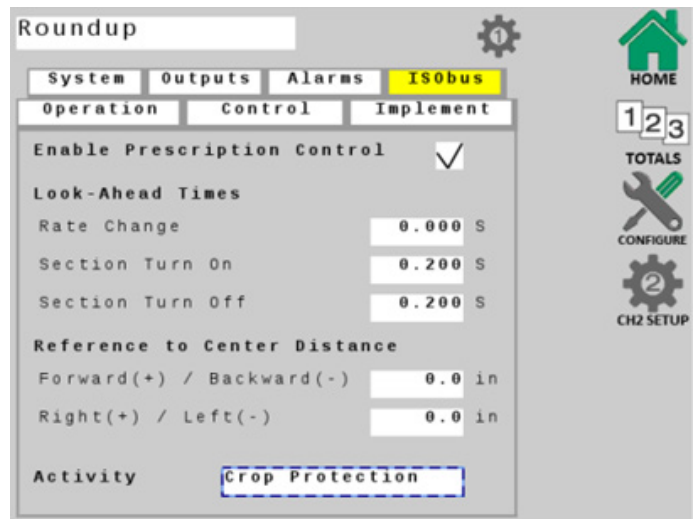 Roundup
1
System Outputs Alarms ISObus
Operation Control Implement
Enable Prescription Control
Look-Ahead Times
Rate Change 0.000 S
Section Turn On 0.200 S
Section Turn Off 0.200 S
Reference to Center Distance
Forward(+) / Backward(-) 0.0 in
Right(+) / Left(-) 0.0 in
Activity Crop Protection
HOME
123
TOTALS
CONFIGURE
2
CH2 SETUP